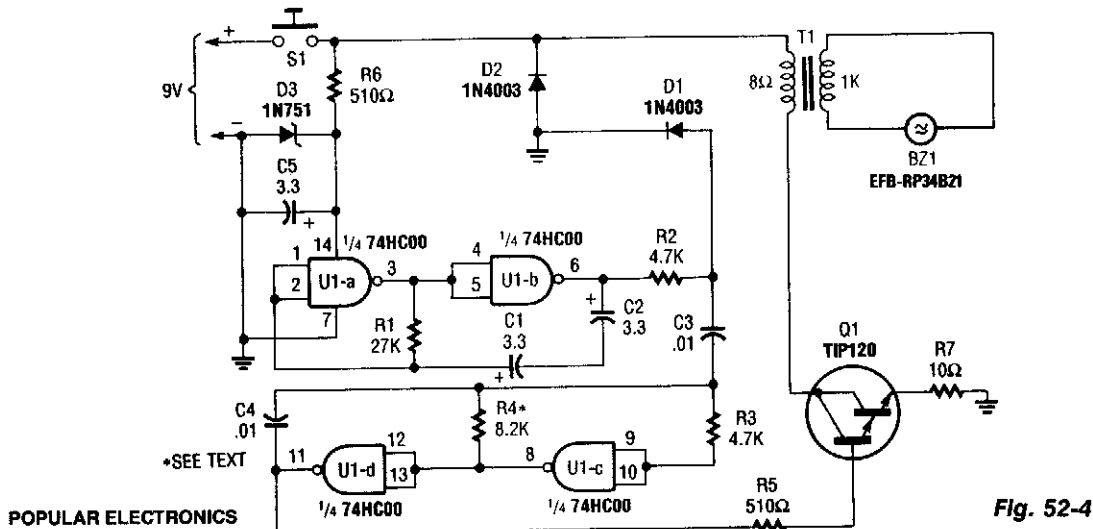 +
S1
9V
−
R6
510Ω
D3
1N751
C5
3.3
+
D2
1N4003
D1
1N4003
T1
8Ω
1K
BZ1
EFB-RP34B21
14
1/4 74HC00
1
2
U1-a
3
7
1/4 74HC00
4
5
U1-b
6
R2
4.7K
R1
27K
C1
3.3
+
+
C2
3.3
C3
.01
Q1
TIP120
R7
10Ω
C4
.01
R4*
8.2K
R3
4.7K
*SEE TEXT
11
U1-d
12
13
1/4 74HC00
8
U1-c
9
10
1/4 74HC00
R5
510Ω
POPULAR ELECTRONICS
Fig. 52-4